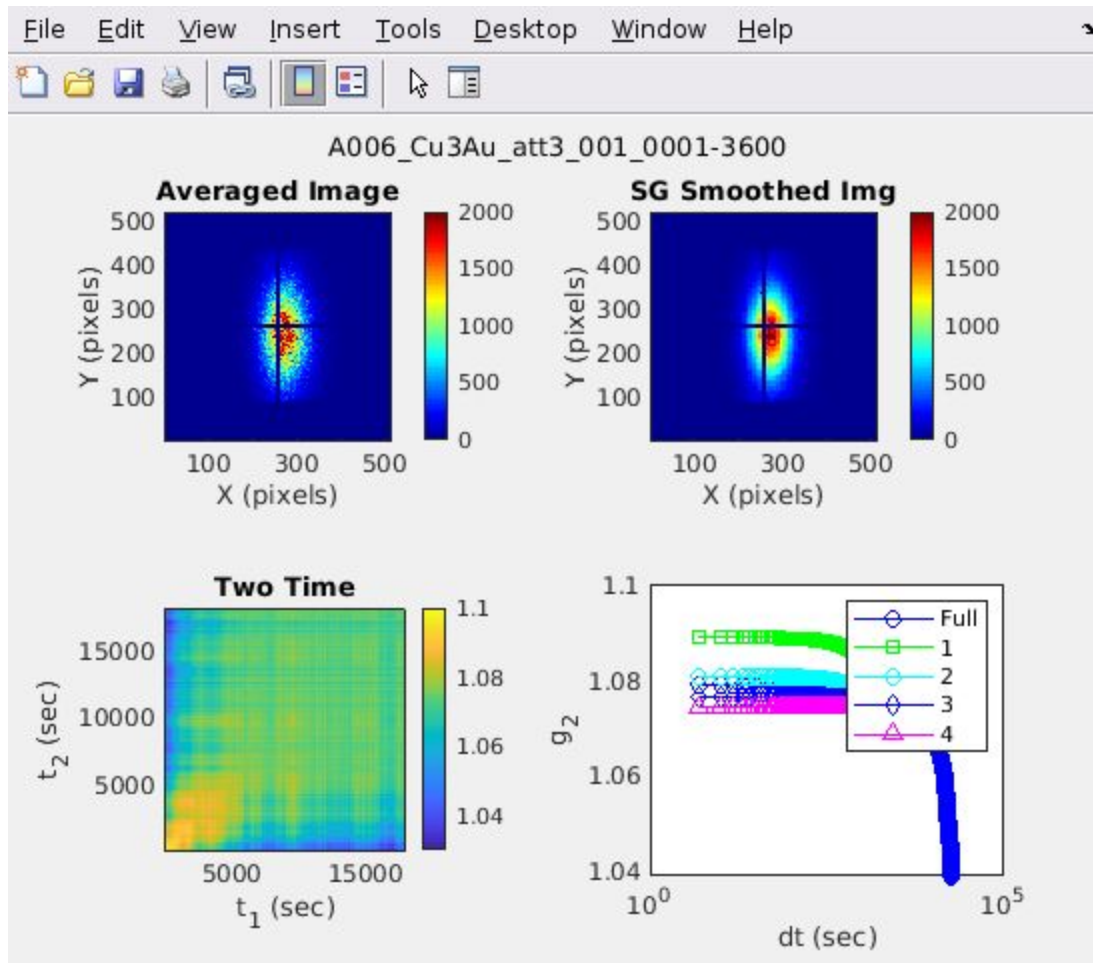 File Edit View Insert Tools Desktop Window Help
A006_Cu3Au_att3_001_0001-3600
Averaged Image
500
400
300
200
100
Y (pixels)
100 300 500
X (pixels)
2000
1500
1000
500
0
SG Smoothed Img
500
400
300
200
100
Y (pixels)
100 300 500
X (pixels)
2000
1500
1000
500
0
Two Time
15000
10000
5000
t2 (sec)
5000 15000
t1 (sec)
1.1
1.08
1.06
1.04
1.1
1.08
1.06
1.04
g2
10^0 10^5
dt (sec)
Full
1
2
3
4